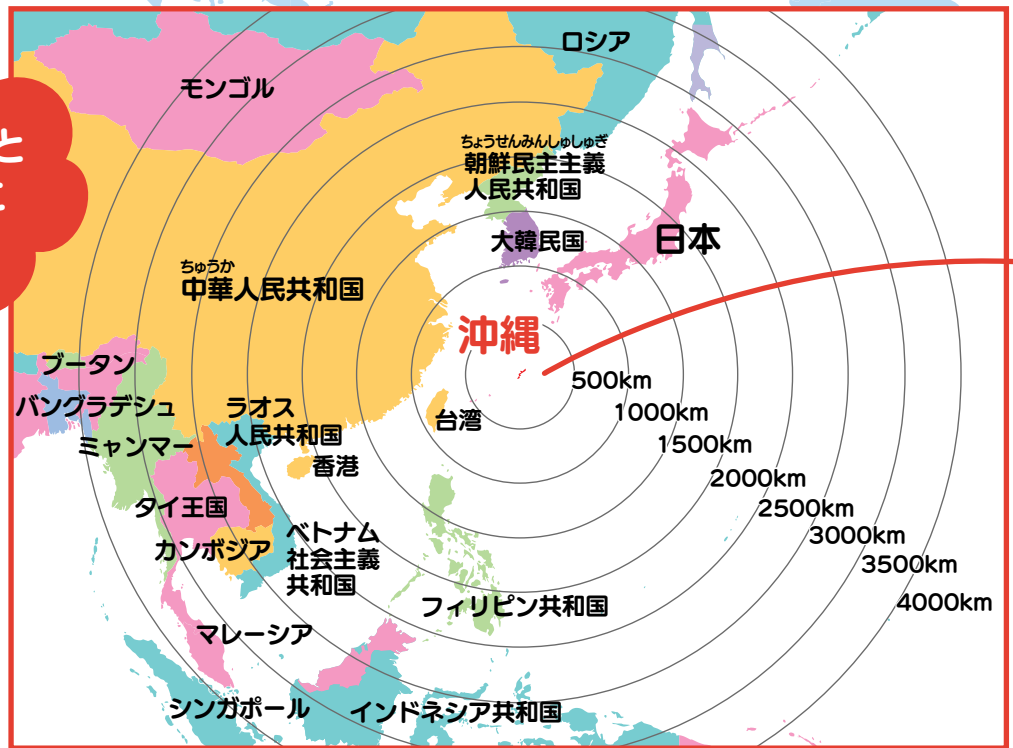 と
ロシア
モンゴル
ちょうせんみんしゅしゅぎ
朝鮮民主主義
人民共和国
大韓民国
日本
ちゅうか
中華人民共和国
沖縄
ブータン
500km
バングラデシュ
ラオス
人民共和国
台湾
1000km
ミャンマー
1500km
香港
2000km
タイ王国
2500km
ベトナム
社会主義
共和国
3000km
カンボジア
3500km
フィリピン共和国
4000km
マレーシア
シンガポール
インドネシア共和国